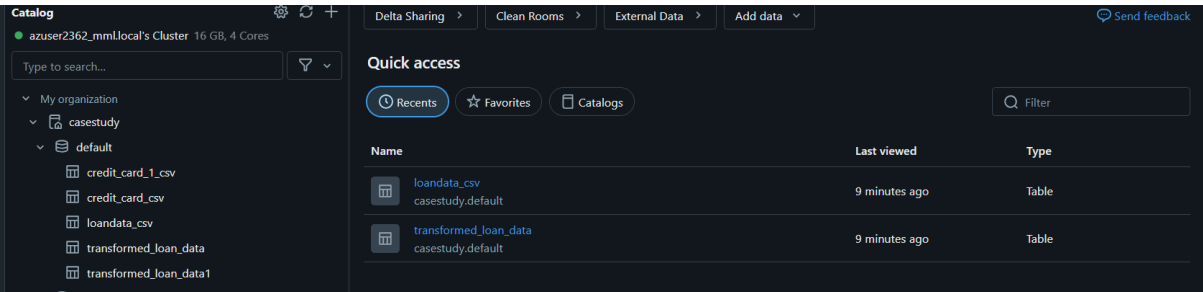 Catalog
azuser2362_mml.local's Cluster 16 GB, 4 Cores
Type to search...
My organization
casestudy
default
credit_card_1_csv
credit_card_csv
loandata_csv
transformed_loan_data
transformed_loan_data1
Delta Sharing
Clean Rooms
External Data
Add data
Send feedback
Quick access
Recents
Favorites
Catalogs
Filter
Name Last viewed Type
loandata_csv
casestudy.default
9 minutes ago Table
transformed_loan_data
casestudy.default
9 minutes ago Table